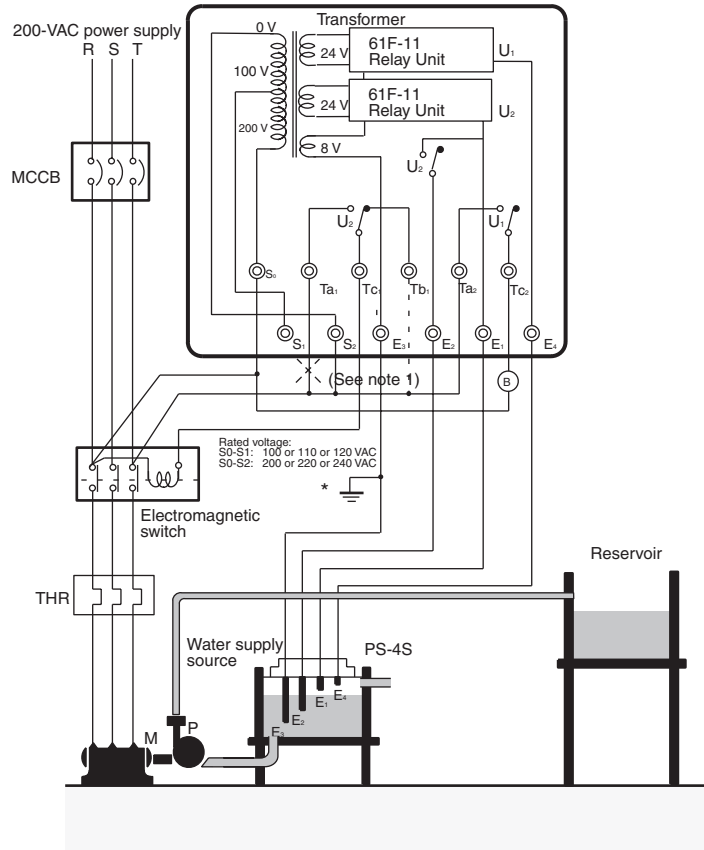 Transformer
200-VAC power supply
R S T
0 V
100 V
200 V
24 V
61F-11
Relay Unit
U1
24 V
61F-11
Relay Unit
U2
8 V
U2
MCCB
U2
U1
S0
Ta1
Tc1
Tb1
Ta2
Tc2
S1
S2
E3
E2
E1
E4
(See note 1)
B
Rated voltage:
S0-S1: 100 or 110 or 120 VAC
S0-S2: 200 or 220 or 240 VAC
*
Electromagnetic
switch
THR
Reservoir
Water supply
source
PS-4S
E4
E1
E2
E3
M
P